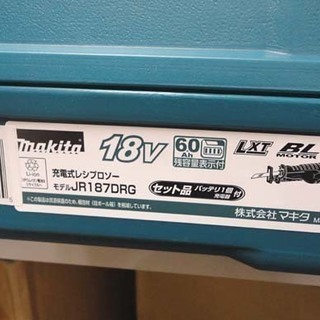 makita 18V 6.0Ah 残容量表示付 LXT BL MOTOR
Li-ion
充電式レシプロソー
モデルJR187DRG セット品 バッテリ1個付 充電器
株式会社マキタ